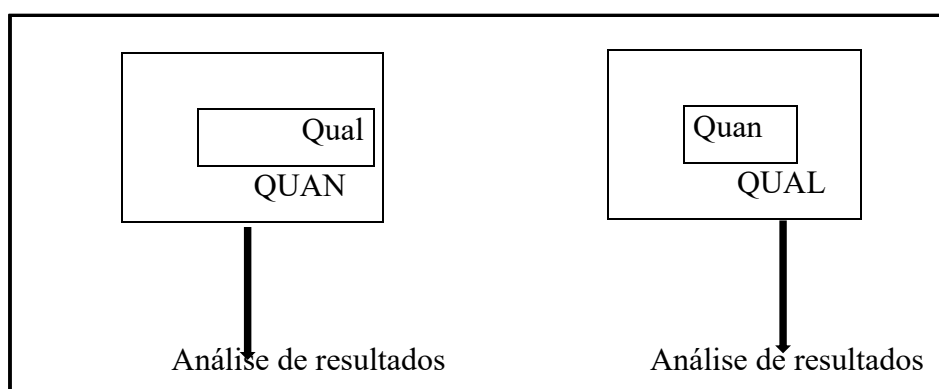 Qual
QUAN
Análise de resultados
Quan
QUAL
Análise de resultados